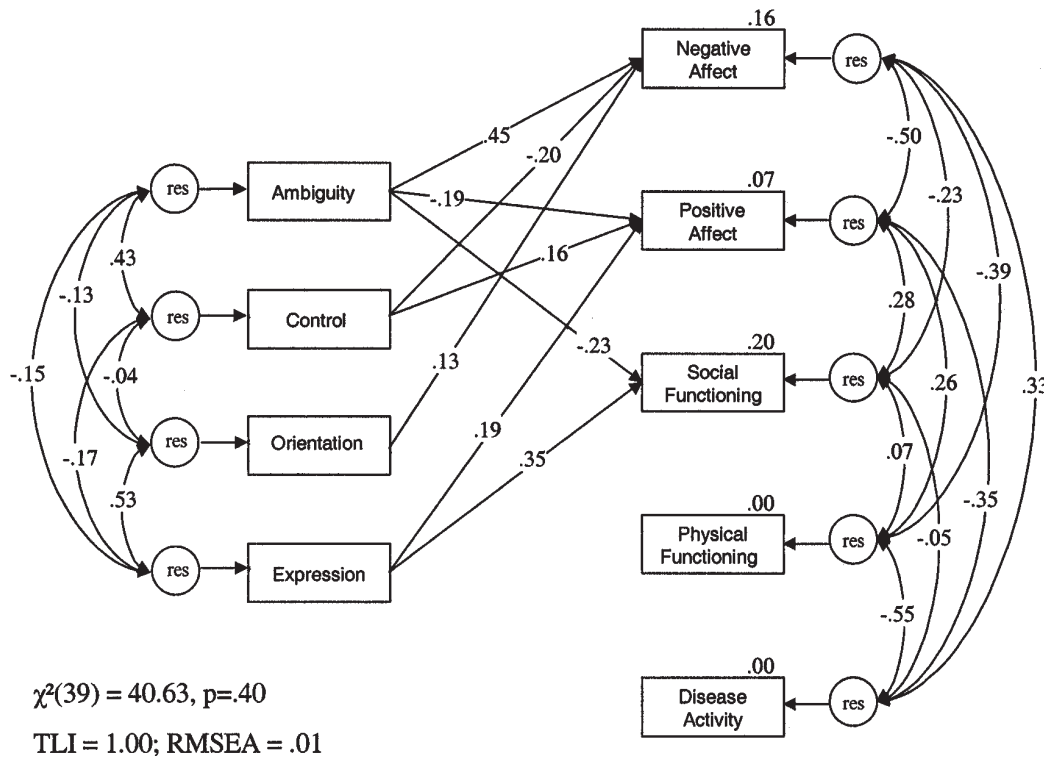 .16
Negative
Affect
res
-.50
.45
-.20
res
Ambiguity
-.19
.07
Positive
Affect
res
-.23
.43
.16
-.39
-.13
.28
res
Control
-.23
.20
-.15
-.04
.13
Social
Functioning
res
.26
.33
res
Orientation
.19
.35
.07
-.17
.53
.00
-.35
Physical
Functioning
res
-.05
res
Expression
-.55
.00
Disease
Activity
res
χ²(39) = 40.63, p=.40
TLI = 1.00; RMSEA = .01